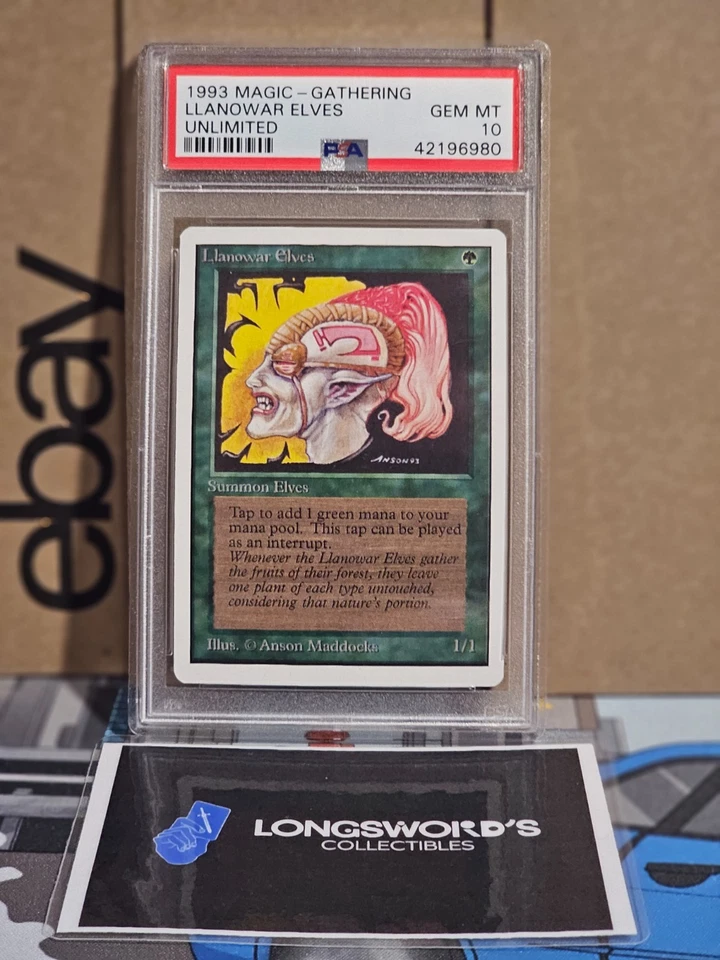 1993 MAGIC – GATHERING
LLANOWAR ELVES
GEM MT
UNLIMITED
10
PSA
42196980
ebay
Llanowar Elves
ANSON93
Summon Elves
Tap to add 1 green mana to your
mana pool. This tap can be played
as an interrupt.
Whenever the Llanowar Elves gather
the fruits of their forest, they leave
one plant of each type untouched,
considering that nature's portion.
Illus. © Anson Maddocks
1/1
LONGSWORD'S
COLLECTIBLES